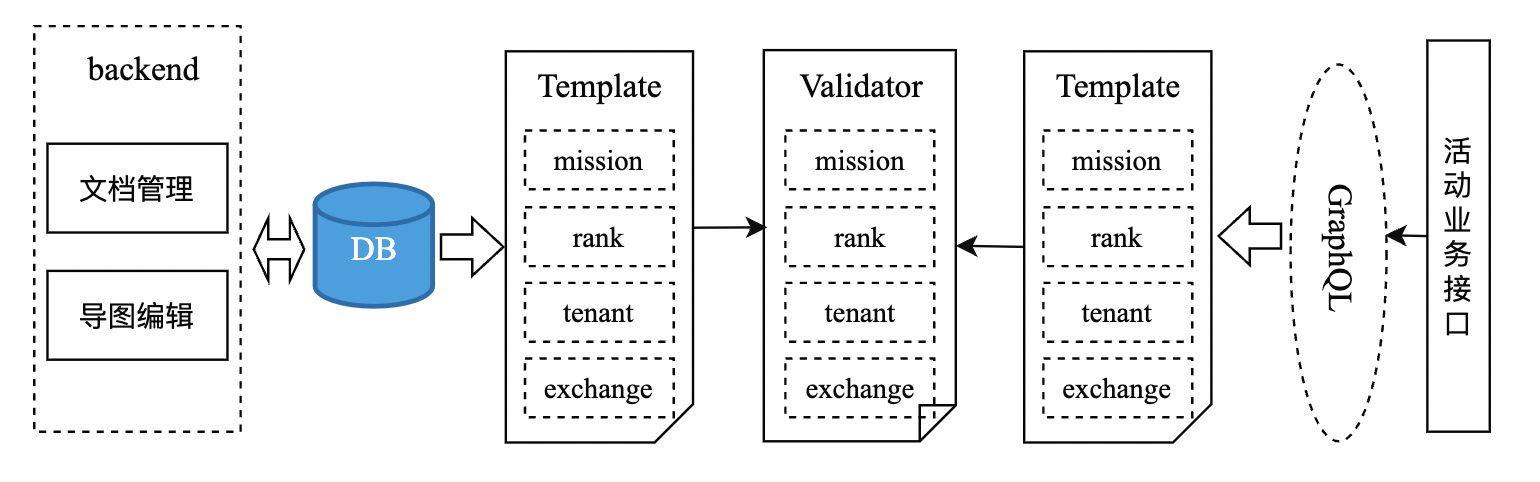 backend
文档管理
导图编辑
DB
Template
mission
rank
tenant
exchange
Validator
mission
rank
tenant
exchange
Template
mission
rank
tenant
exchange
GraphQL
活动业务接口